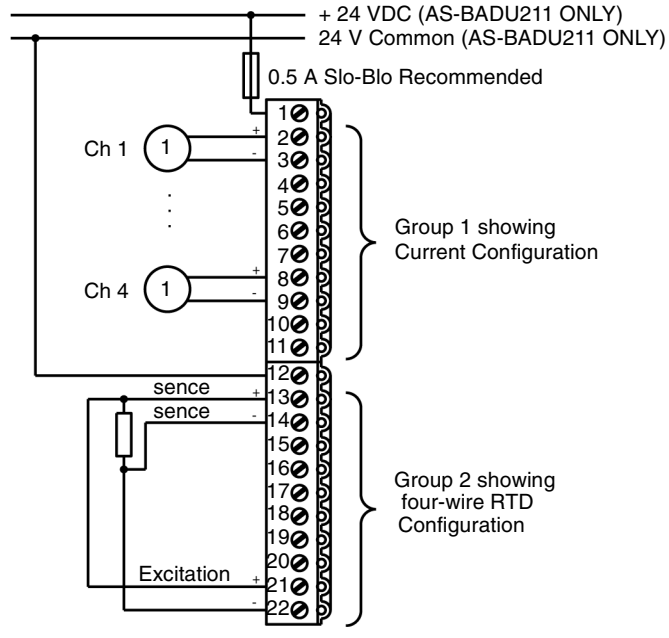 + 24 VDC (AS-BADU211 ONLY)
24 V Common (AS-BADU211 ONLY)
0.5 A Slo-Blo Recommended
1
Ch 1 1 + 2
- 3
4
5
6
7
Group 1 showing
Current Configuration
Ch 4 1 + 8
- 9
10
11
12
sence + 13
sence - 14
15
16
17
18
19
20
Group 2 showing
four-wire RTD
Configuration
Excitation + 21
- 22